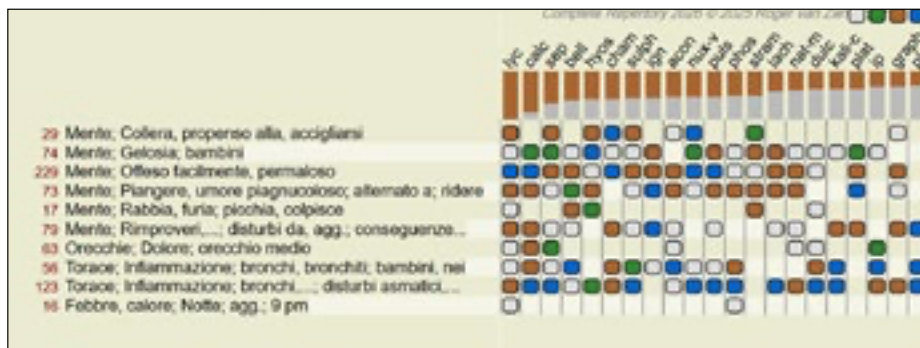 Complete Repertory 2025 © 2025 Roger van Zan
lyc calc sep bell hyos cham sulph ign acon nux-v puls phos stram lach nat-m dulc kali-c plat ip graph
29 Mente; Collera, propenso alla, accigliarsi
74 Mente; Gelosia; bambini
229 Mente; Offeso facilmente, permaloso
73 Mente; Piangere, umore piagnucoloso; alternato a; ridere
17 Mente; Rabbia, furia; picchia, colpisce
79 Mente; Rimproveri,...; disturbi da, agg.; conseguenze...
63 Orecchie; Dolore; orecchio medio
56 Torace; Infiammazione; bronchi, bronchiti; bambini, nei
123 Torace; Infiammazione; bronchi,...; disturbi asmatici,...
16 Febbre, calore; Notte; agg.; 9 pm